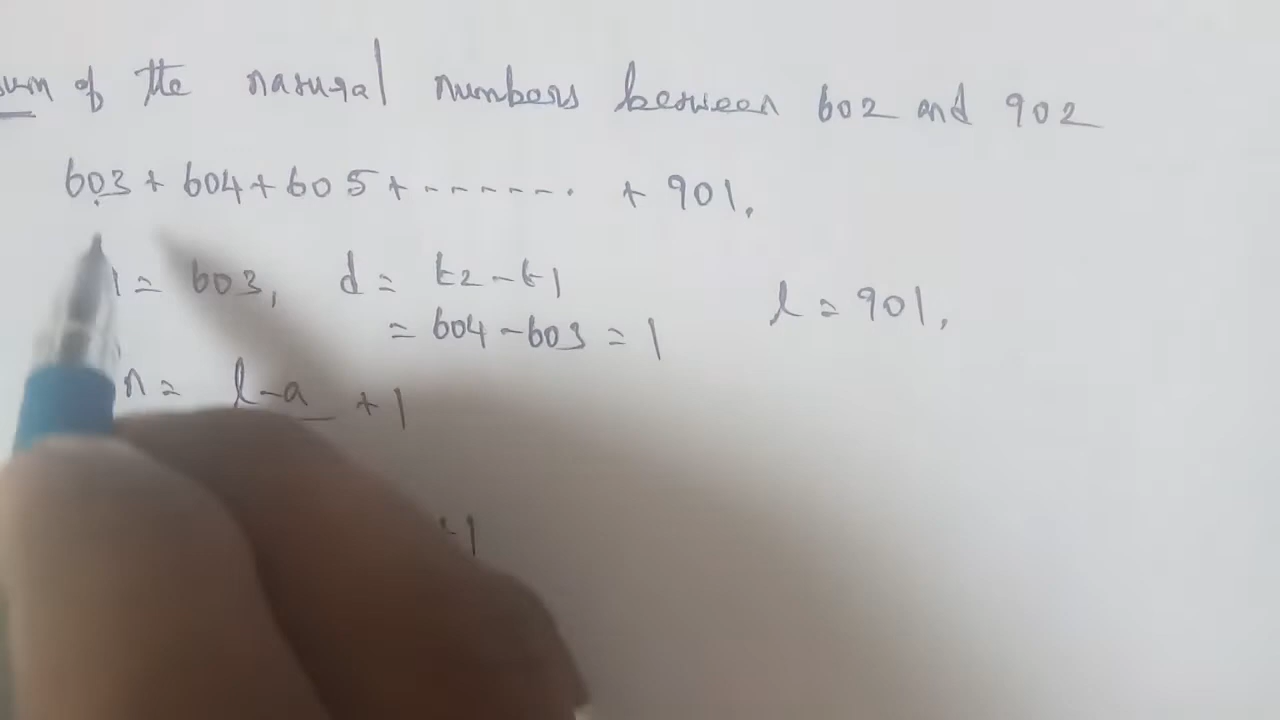 of the natural numbers between 602 and 902
603 + 604 + 605 + ------. + 901.
1 = 603, d = t2 - t1
l = 901,
= 604 - 603 = 1
n = l - a + 1